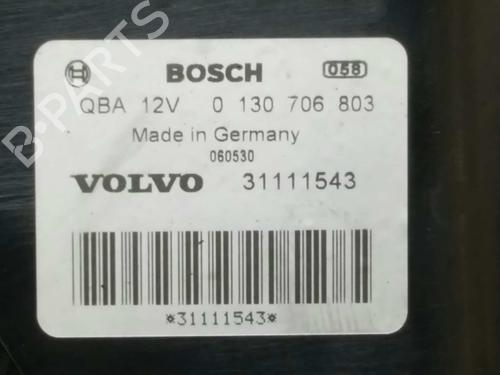 B-PARTS
BOSCH 058
QBA 12V 0 130 706 803
Made in Germany
060530
VOLVO 31111543
*31111543*